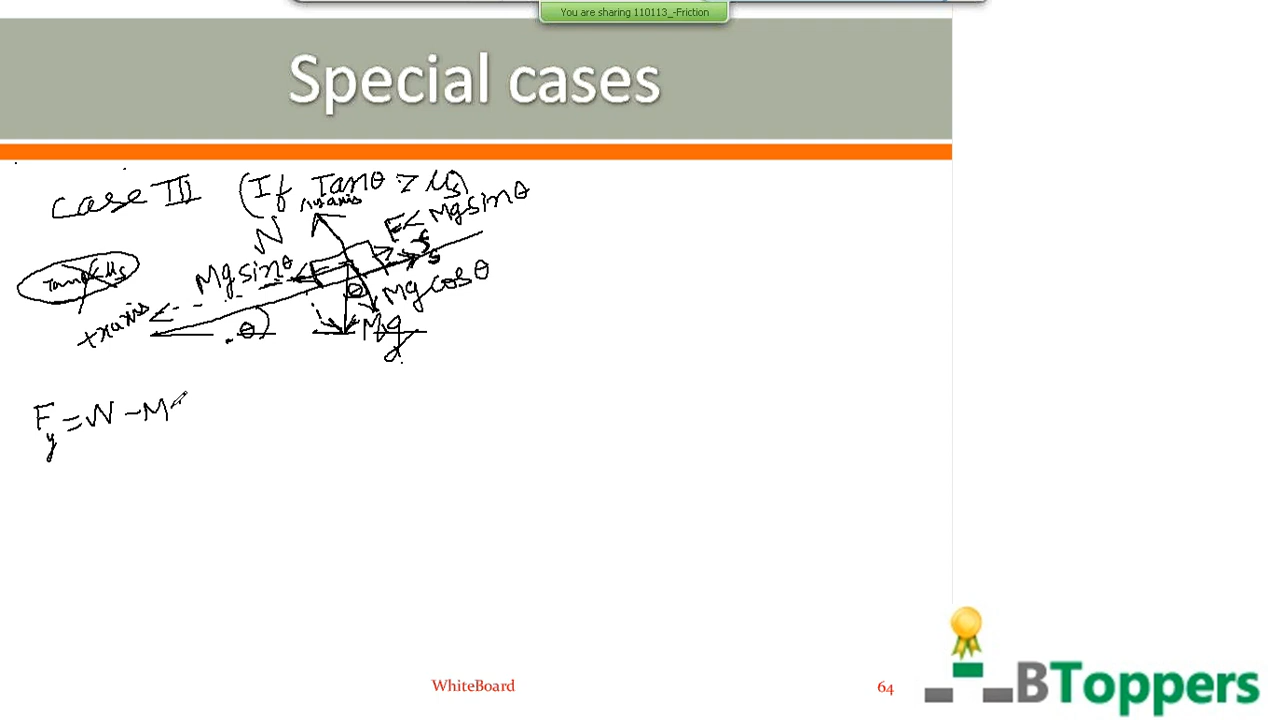 You are sharing 110113_-Friction
Special cases
Case III (If Tanθ > μs)
+y axis
N
F < Mg sinθ
fs
Mg sinθ
Tanθ < μs
Mg cosθ
θ
+x axis
θ
Mg
Fy = N - M
WhiteBoard
64
BToppers